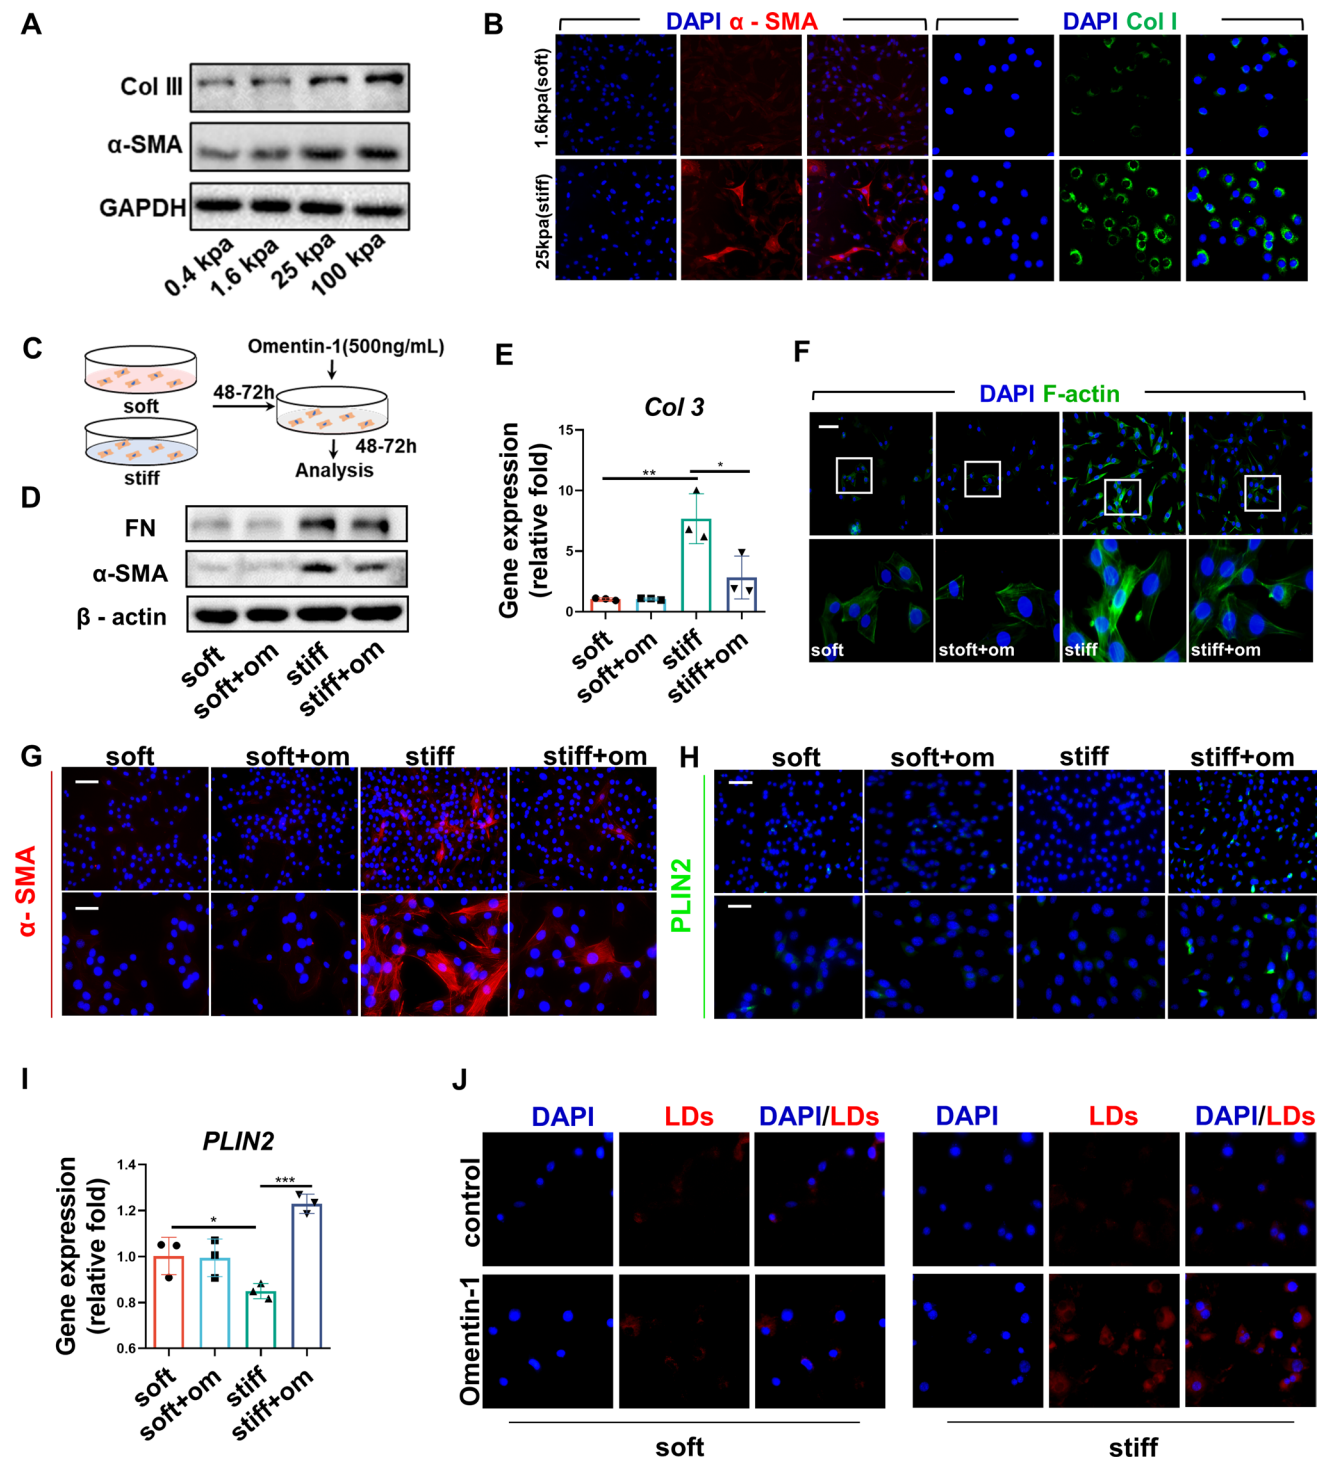 A
Col III
α-SMA
GAPDH
0.4 kpa
1.6 kpa
25 kpa
100 kpa
B
DAPI α - SMA
DAPI Col I
1.6kpa(soft)
25kpa(stiff)
C
soft
stiff
48-72h
Omentin-1(500ng/mL)
48-72h
Analysis
D
FN
α-SMA
β - actin
soft
soft+om
stiff
stiff+om
E
Col 3
Gene expression
(relative fold)
15
10
5
0
**
*
soft
soft+om
stiff
stiff+om
F
DAPI F-actin
soft
stoft+om
stiff
stiff+om
G
soft
soft+om
stiff
stiff+om
α- SMA
H
soft
soft+om
stiff
stiff+om
PLIN2
I
PLIN2
Gene expression
(relative fold)
1.4
1.2
1.0
0.8
0.6
*
***
soft
soft+om
stiff
stiff+om
J
DAPI
LDs
DAPI/LDs
DAPI
LDs
DAPI/LDs
control
Omentin-1
soft
stiff